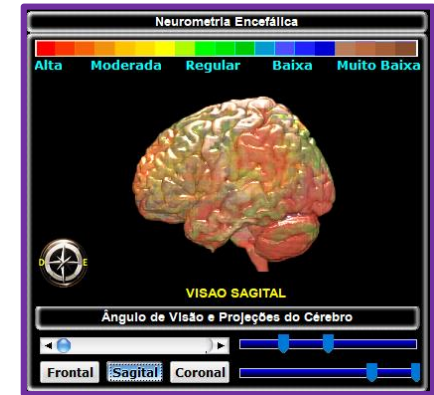 Neurometria Encefálica
Alta Moderada Regular Baixa Muito Baixa
D E
VISAO SAGITAL
Ângulo de Visão e Projeções do Cérebro
Frontal Sagital Coronal